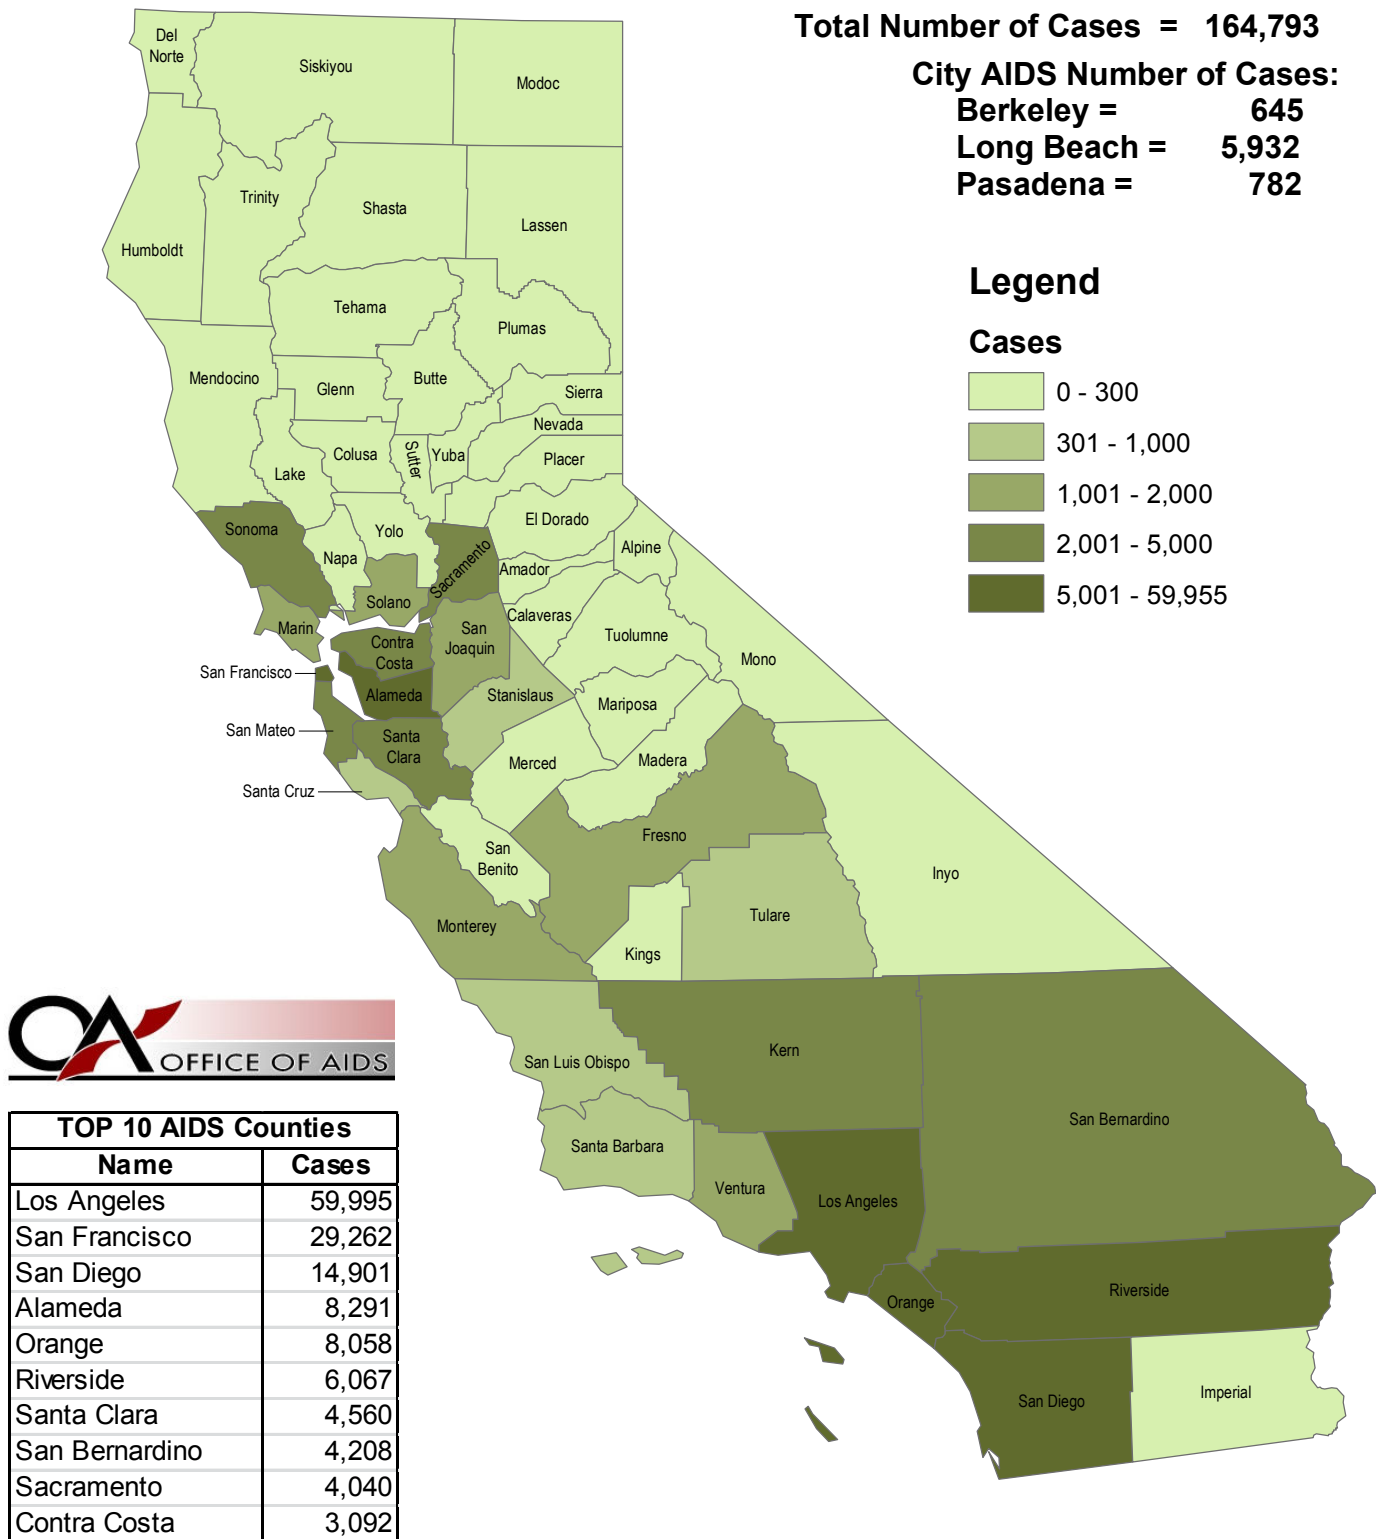 Total Number of Cases = 164,793
City AIDS Number of Cases:
Berkeley = 645
Long Beach = 5,932
Pasadena = 782
Legend
Cases
0 - 300
301 - 1,000
1,001 - 2,000
2,001 - 5,000
5,001 - 59,955
Del
Norte
Siskiyou
Modoc
Trinity
Shasta
Lassen
Humboldt
Tehama
Plumas
Mendocino
Glenn
Butte
Sierra
Nevada
Colusa
Sutter
Yuba
Placer
Lake
Sonoma
Yolo
El Dorado
Napa
Sacramento
Alpine
Amador
Solano
Calaveras
Marin
San
Joaquin
Tuolumne
Contra
Costa
Mono
San Francisco
Alameda
Stanislaus
Mariposa
San Mateo
Santa
Clara
Merced
Madera
Santa Cruz
Fresno
San
Benito
Inyo
Tulare
Monterey
Kings
Kern
San Luis Obispo
San Bernardino
Santa Barbara
Ventura
Los Angeles
Orange
Riverside
San Diego
Imperial
OA
OFFICE OF AIDS
TOP 10 AIDS Counties
Name Cases
Los Angeles 59,995
San Francisco 29,262
San Diego 14,901
Alameda 8,291
Orange 8,058
Riverside 6,067
Santa Clara 4,560
San Bernardino 4,208
Sacramento 4,040
Contra Costa 3,092